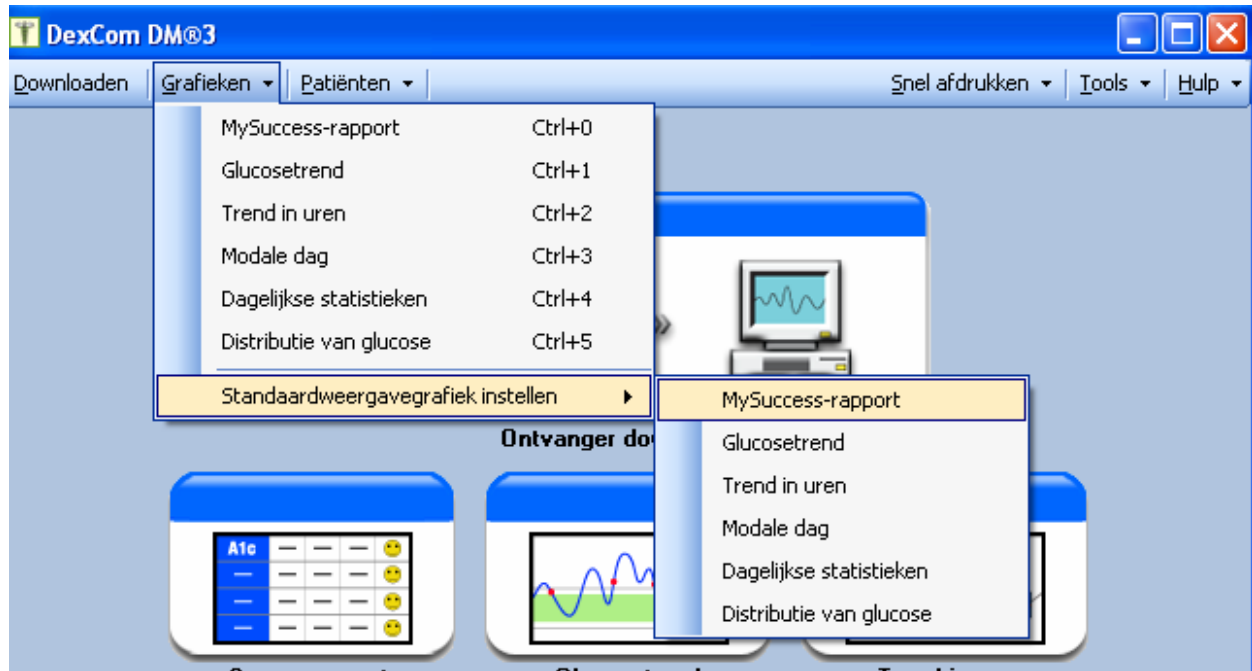 DexCom DM®3
Downloaden Grafieken Patiënten Snel afdrukken Tools Hulp
MySuccess-rapport Ctrl+0
Glucosetrend Ctrl+1
Trend in uren Ctrl+2
Modale dag Ctrl+3
Dagelijkse statistieken Ctrl+4
Distributie van glucose Ctrl+5
Standaardweergavegrafiek instellen
MySuccess-rapport
Glucosetrend
Trend in uren
Modale dag
Dagelijkse statistieken
Distributie van glucose
Ontvanger
A1c